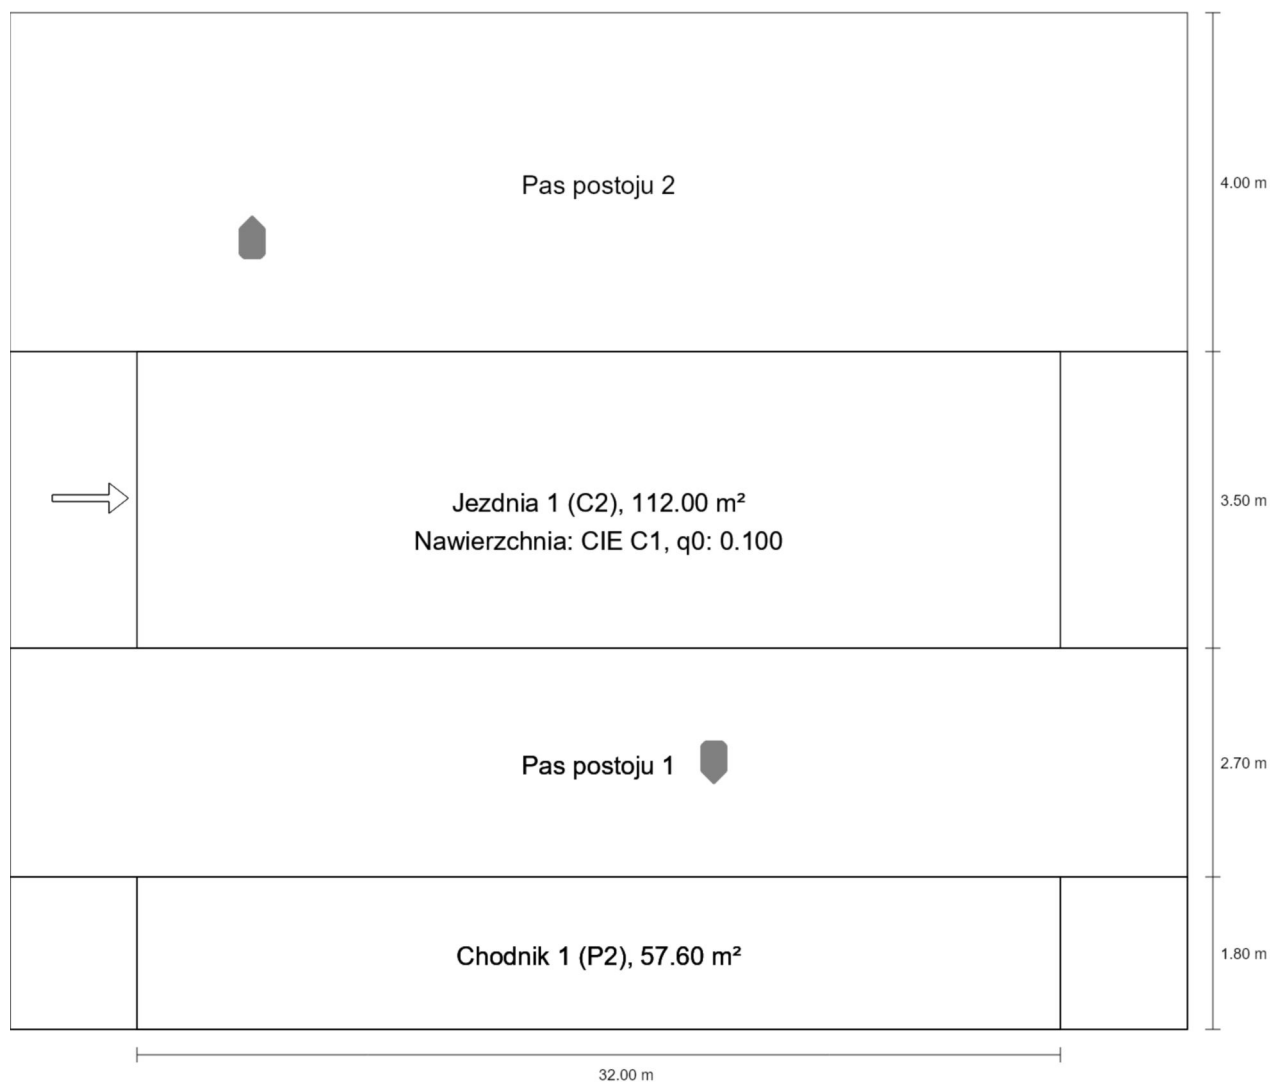 Pas postoju 2
4.00 m
Jezdnia 1 (C2), 112.00 m²
Nawierzchnia: CIE C1, q0: 0.100
3.50 m
Pas postoju 1
2.70 m
Chodnik 1 (P2), 57.60 m²
1.80 m
32.00 m